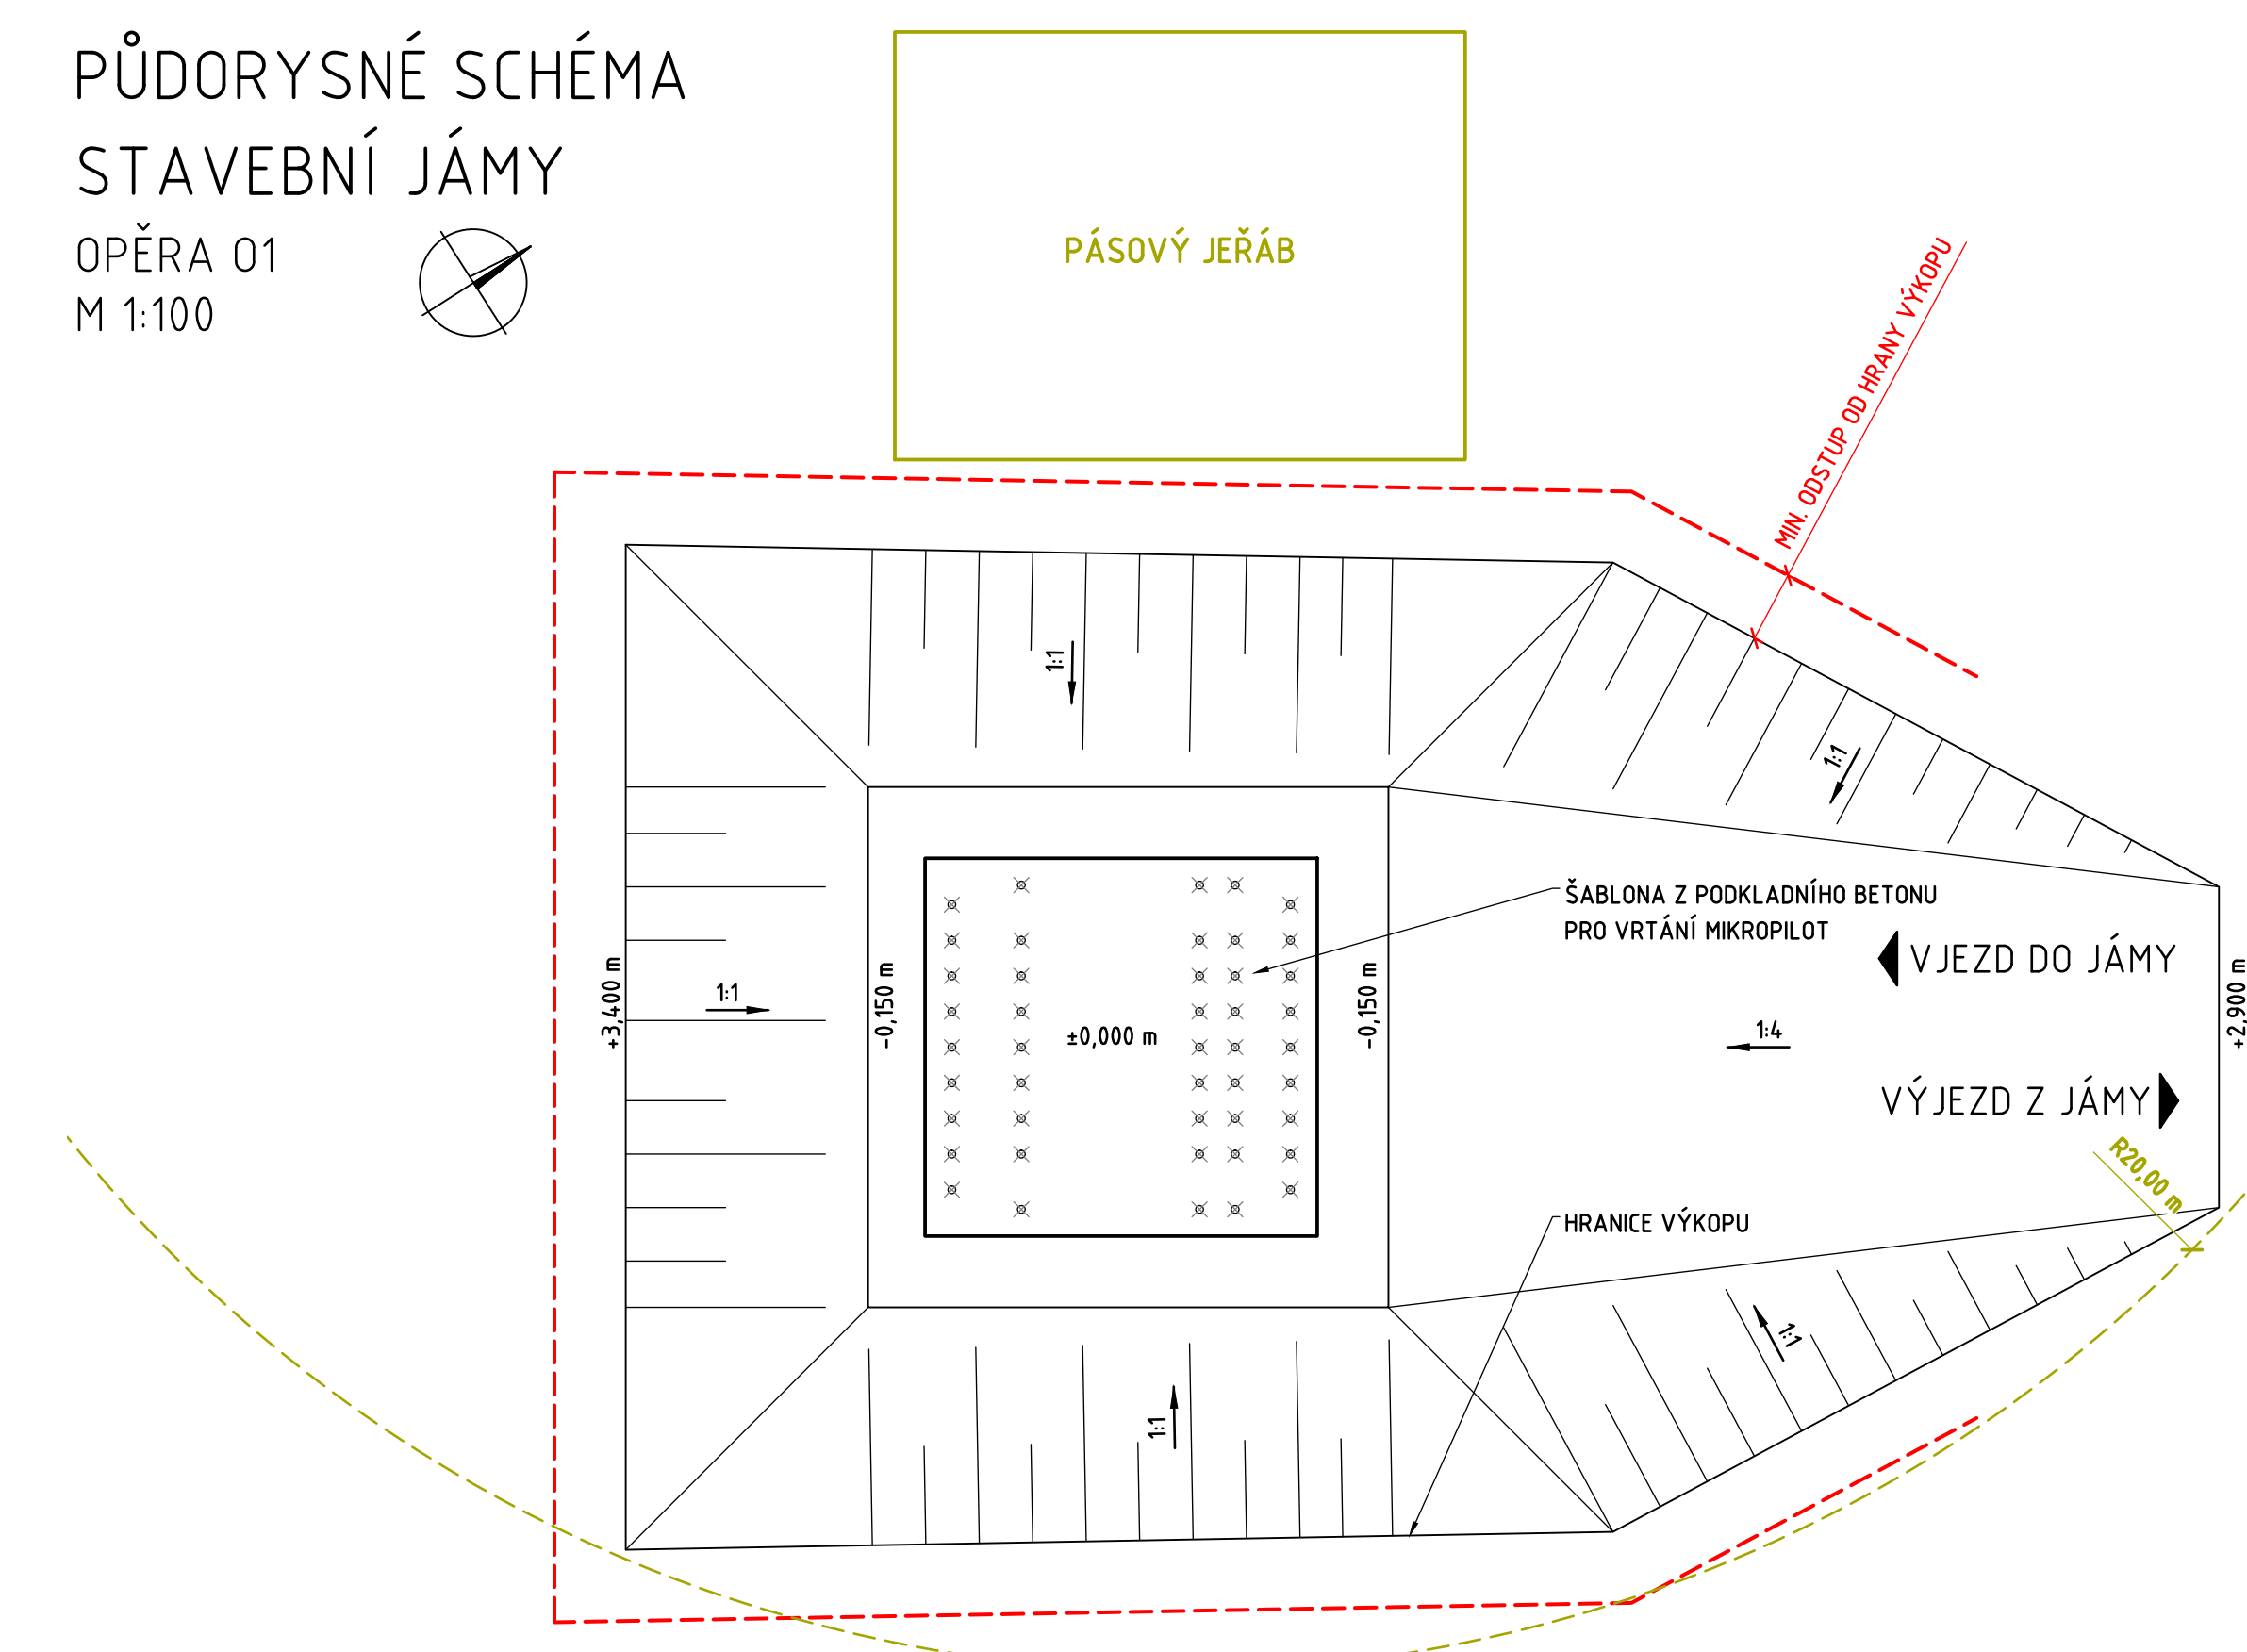 PŮDORYSNÉ SCHÉMA
STAVEBNÍ JÁMY
OPĚRA 01
M 1:100
PÁSOVÝ JEŘÁB
MIN. ODSTUP OD HRANY VÝKOPU
1:1
1:1
ŠABLONA Z PODKLADNÍHO BETONU
PRO VRTÁNÍ MIKROPILOT
VJEZD DO JÁMY
+3,400 m
1:1
-0,150 m
±0,000 m
-0,150 m
1:4
+2,900 m
VÝJEZD Z JÁMY
R20,00 m
HRANICE VÝKOPU
1:1
1:1